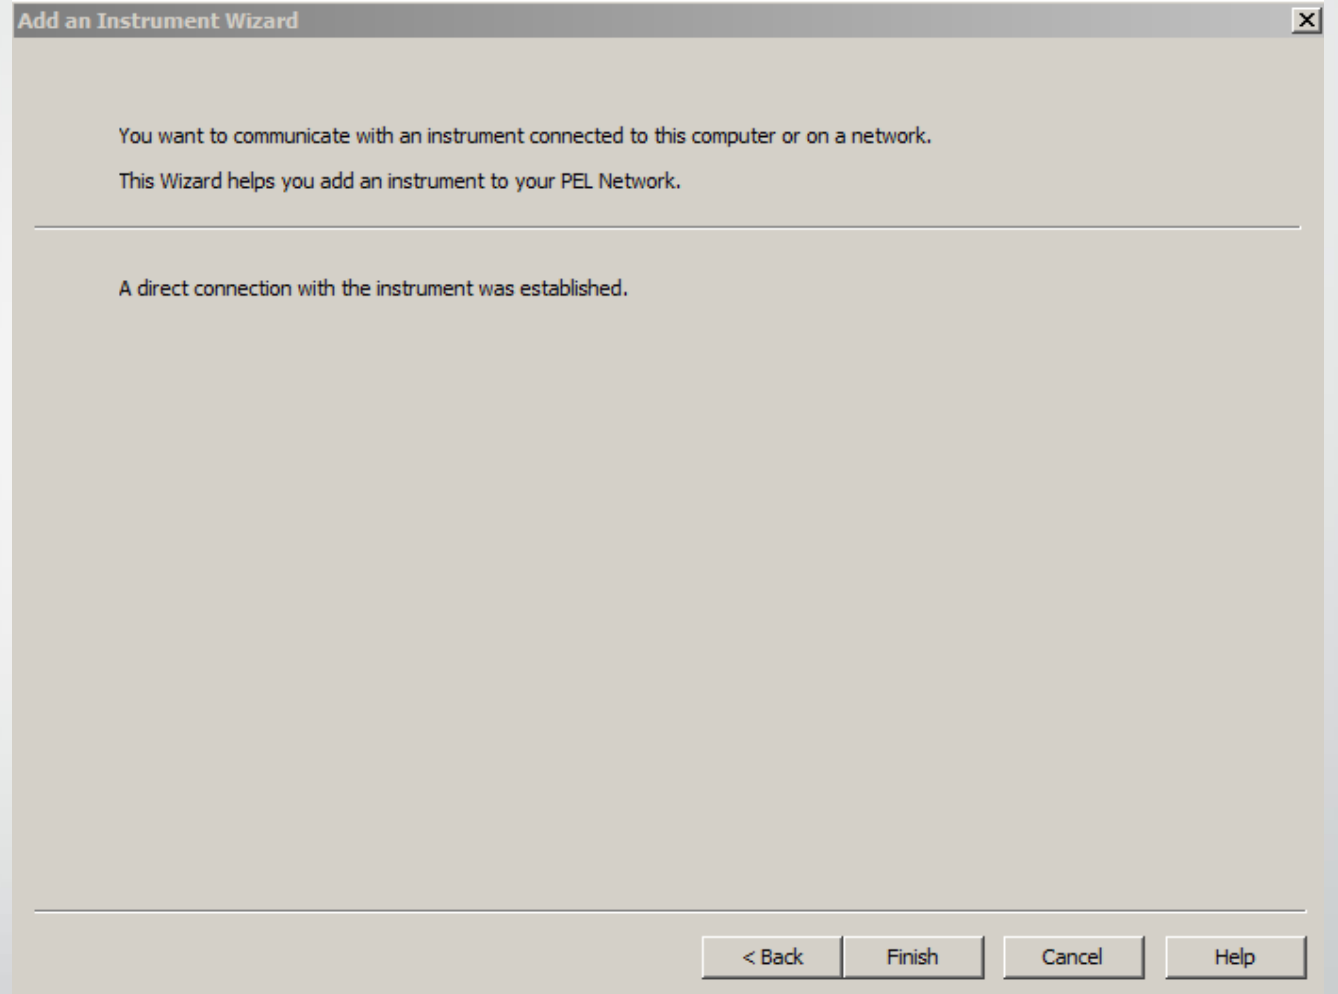 Add an Instrument Wizard
You want to communicate with an instrument connected to this computer or on a network.
This Wizard helps you add an instrument to your PEL Network.
A direct connection with the instrument was established.
< Back
Finish
Cancel
Help